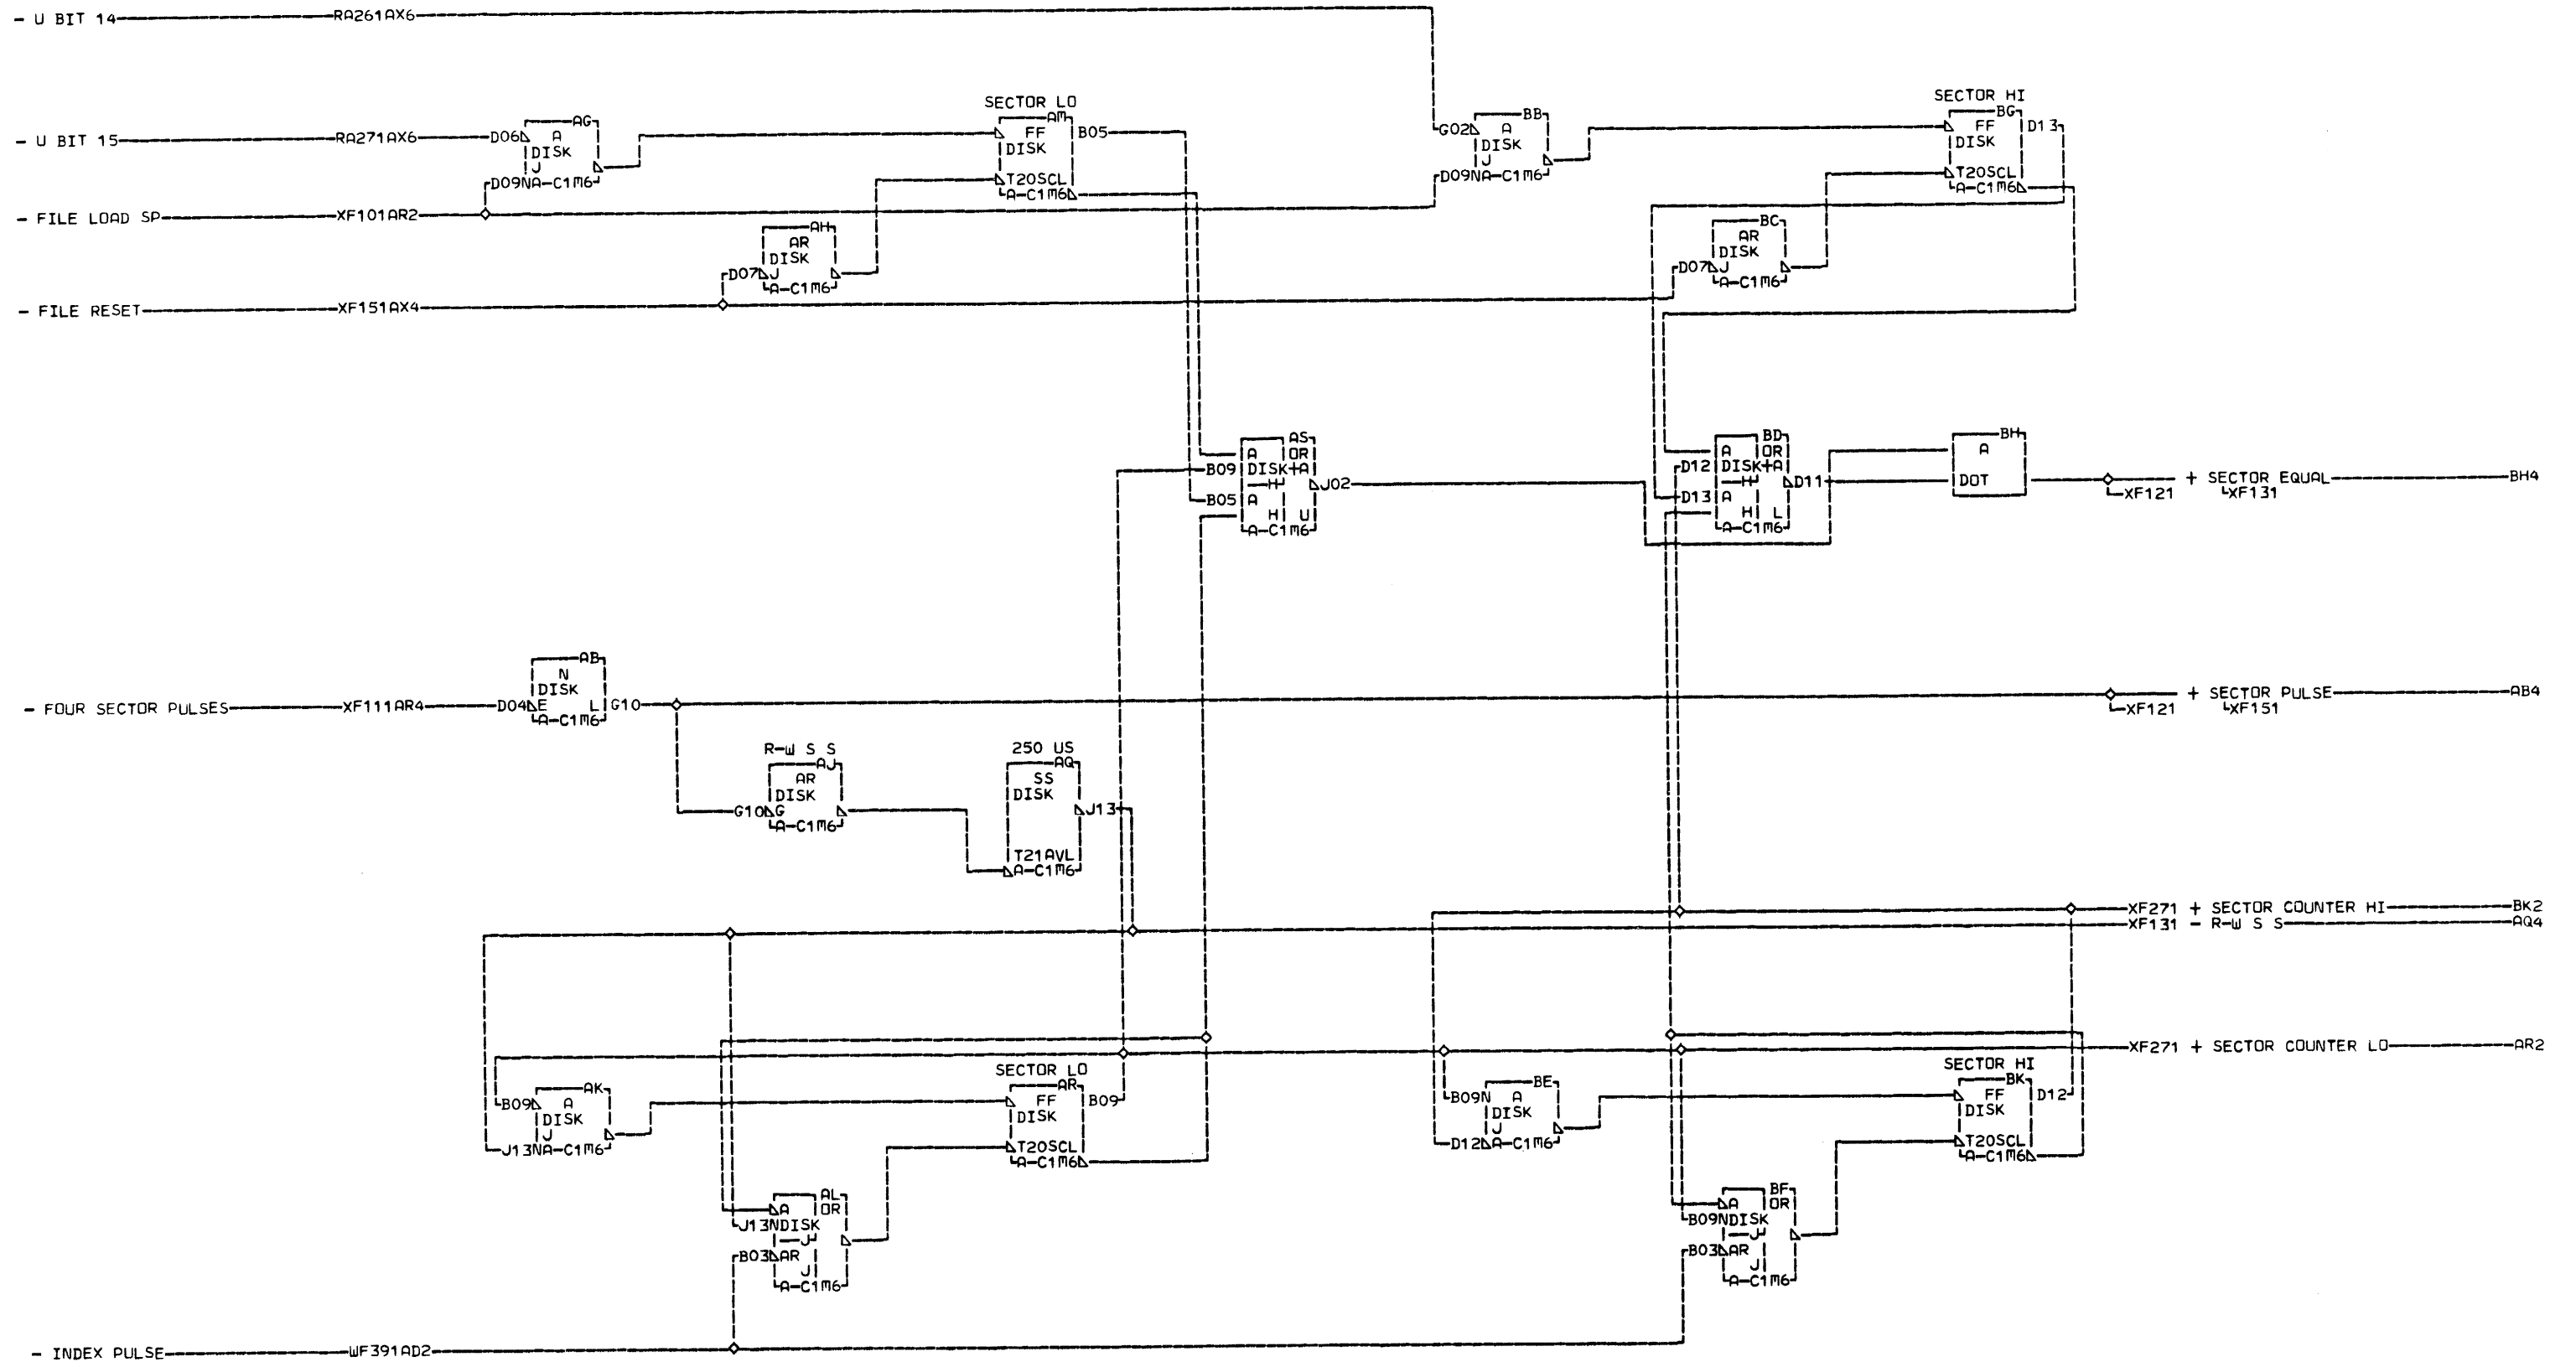 - U BIT 14 RA261AX6
SECTOR LO
SECTOR HI
- U BIT 15 RA271AX6 D06 A AG
DISK
J
D09NA-C1M6
FF AM B05
DISK
T20SCL
A-C1M6
G02 A BB
DISK
J
D09NA-C1M6
FF BG D13
DISK
T20SCL
A-C1M6
- FILE LOAD SP XF101AR2
AH
AR
DISK
D07 J
A-C1M6
BC
AR
DISK
D07 J
A-C1M6
- FILE RESET XF151AX4
AS
A OR
B09 DISK+A
H J02
B05 A
H U
A-C1M6
BD
A OR
D12 DISK+A
H D11
D13 A
H L
A-C1M6
BH
A
DOT
+ SECTOR EQUAL BH4
XF121 XF131
AB
N
DISK
- FOUR SECTOR PULSES XF111AR4 D04 E L G10
A-C1M6
+ SECTOR PULSE AB4
XF121 XF151
R-W S S
AJ
AR
DISK
G10 G
A-C1M6
250 US
AQ
SS
DISK
J13
T21AVL
A-C1M6
XF271 + SECTOR COUNTER HI BK2
XF131 - R-W S S AQ4
XF271 + SECTOR COUNTER LO AR2
AK
B09 A
DISK
J
J13NA-C1M6
SECTOR LO
AR
FF B09
DISK
T20SCL
A-C1M6
BE
B09N A
DISK
J
D12 A-C1M6
SECTOR HI
BK
FF D12
DISK
T20SCL
A-C1M6
AL
A OR
J13NDISK
J
B03 AR
J
A-C1M6
BF
A OR
B09NDISK
J
B03 AR
J
A-C1M6
- INDEX PULSE WF391AD2